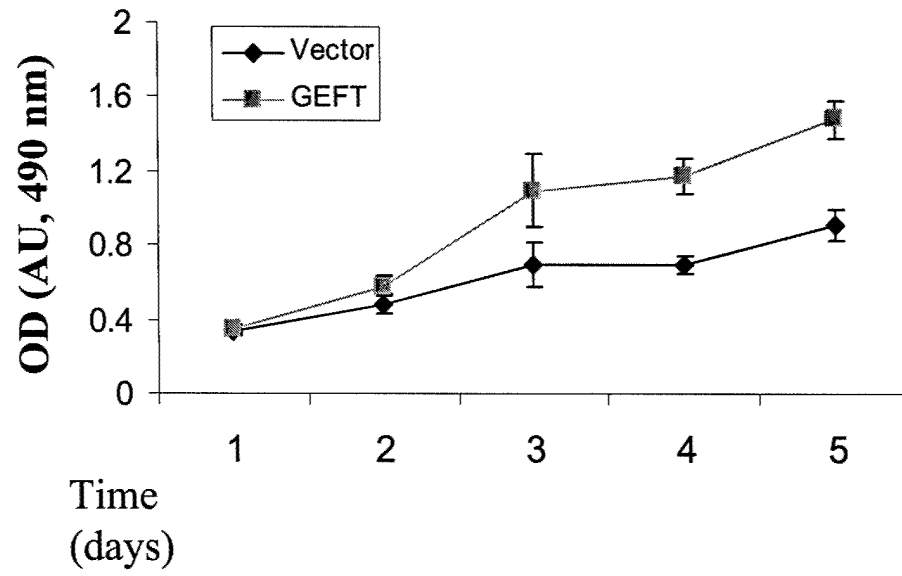 2
1.6
1.2
0.8
0.4
0
OD (AU, 490 nm)
Vector
GEFT
1 2 3 4 5
Time
(days)